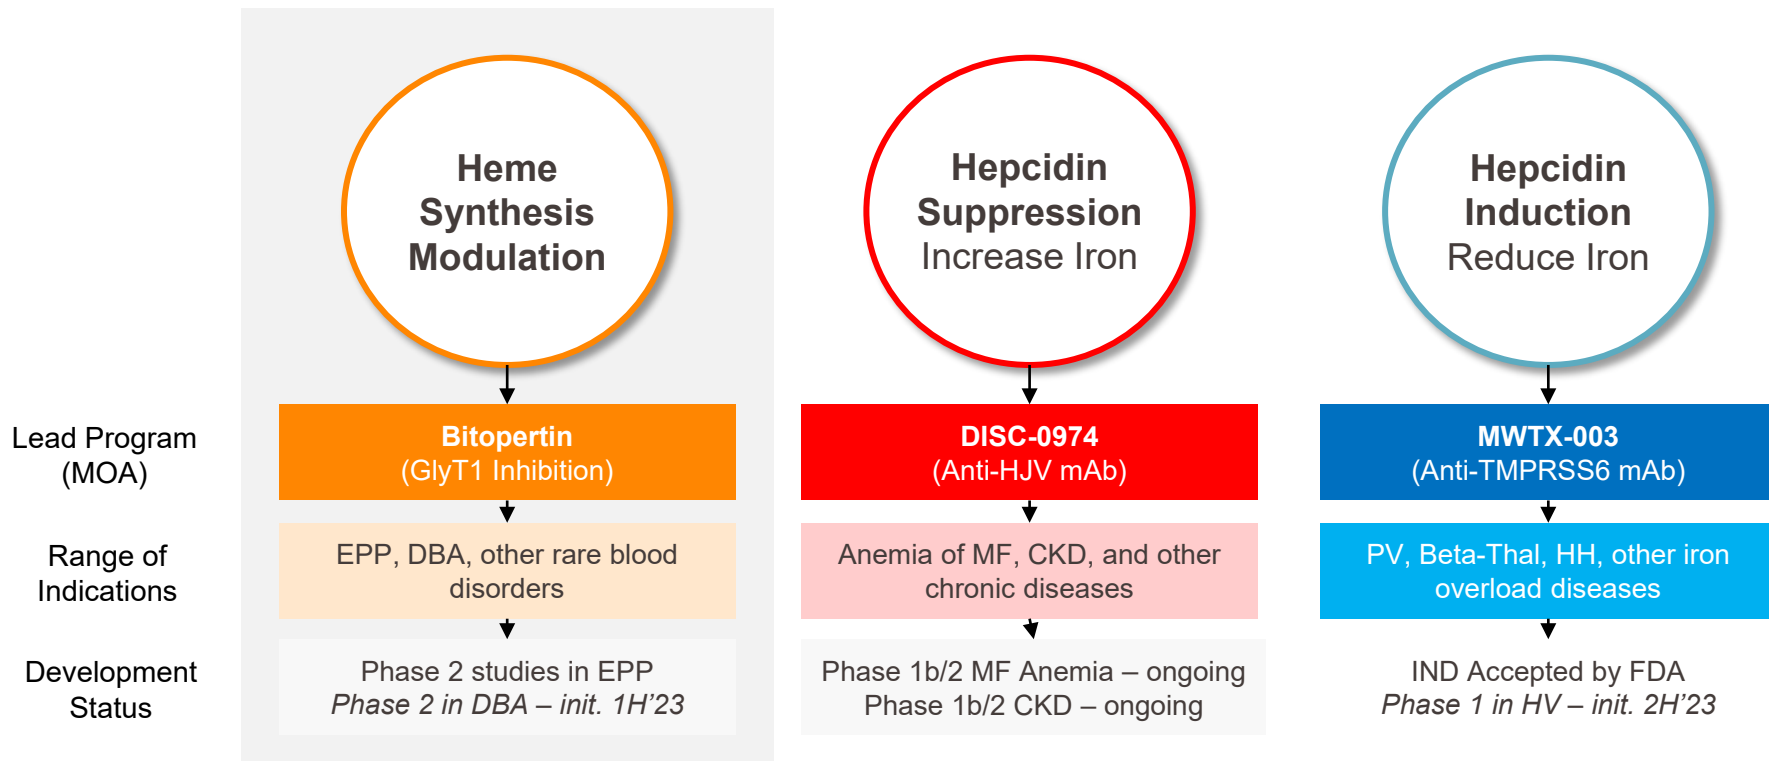 Heme
Synthesis
Modulation
Hepcidin
Suppression
Increase Iron
Hepcidin
Induction
Reduce Iron
Lead Program
(MOA)
Bitopertin
(GlyT1 Inhibition)
DISC-0974
(Anti-HJV mAb)
MWTX-003
(Anti-TMPRSS6 mAb)
Range of
Indications
EPP, DBA, other rare blood
disorders
Anemia of MF, CKD, and other
chronic diseases
PV, Beta-Thal, HH, other iron
overload diseases
Development
Status
Phase 2 studies in EPP
Phase 2 in DBA – init. 1H’23
Phase 1b/2 MF Anemia – ongoing
Phase 1b/2 CKD – ongoing
IND Accepted by FDA
Phase 1 in HV – init. 2H’23